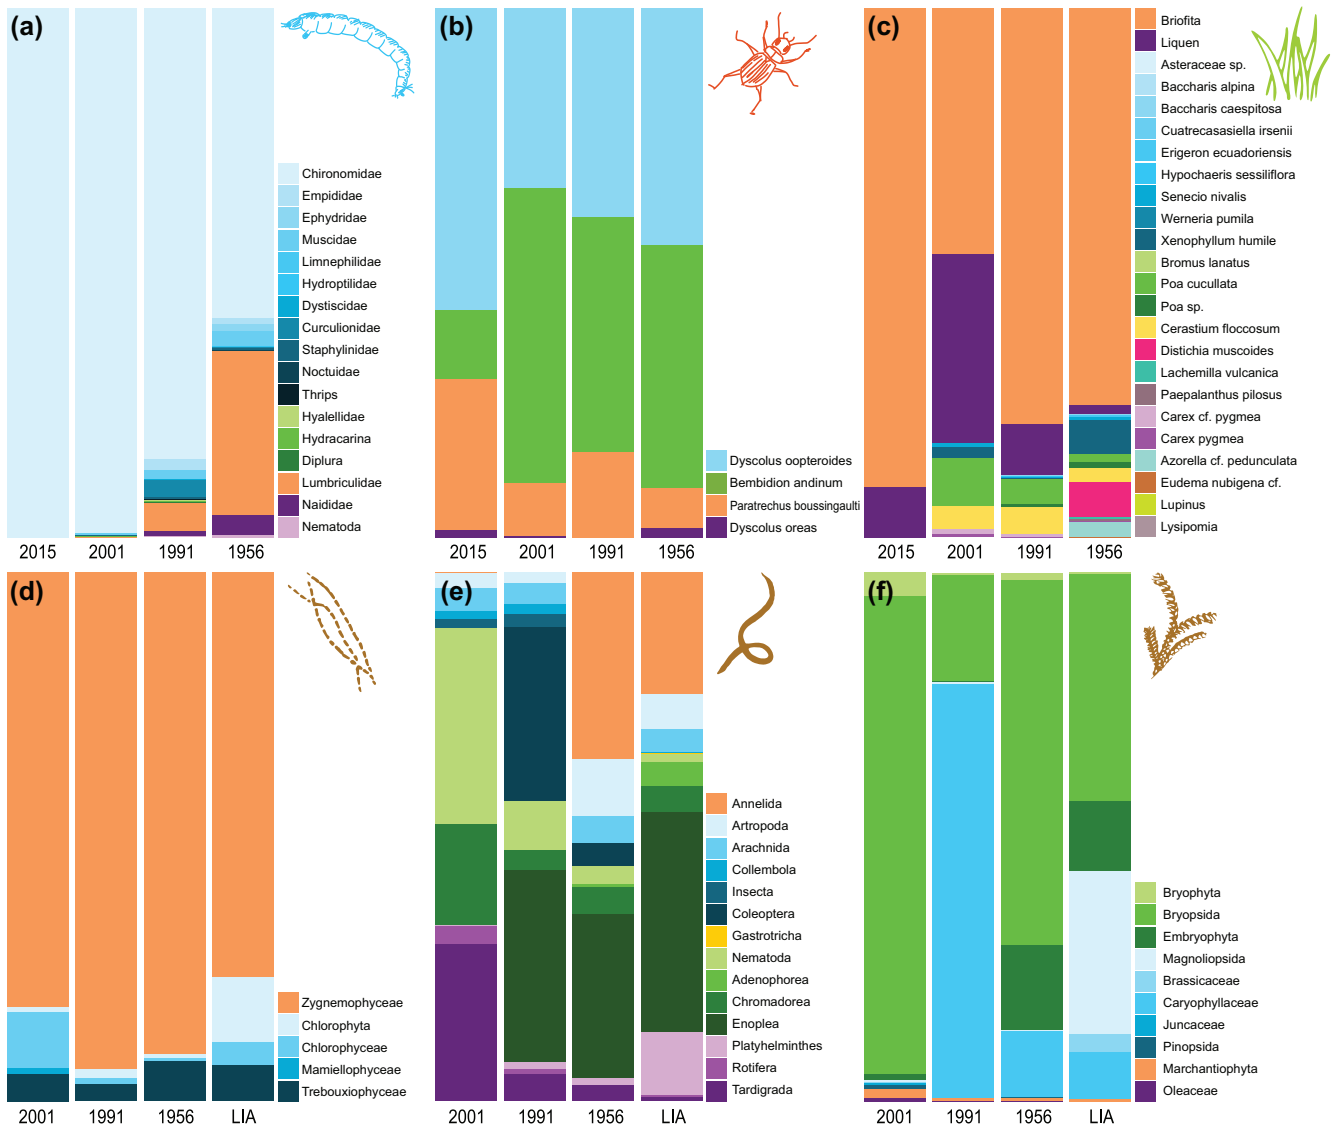 (a)
Chironomidae
Empididae
Ephydridae
Muscidae
Limnephilidae
Hydroptilidae
Dystiscidae
Curculionidae
Staphylinidae
Noctuidae
Thrips
Hyalellidae
Hydracarina
Diplura
Lumbriculidae
Naididae
Nematoda
2015 2001 1991 1956
(b)
Dyscolus oopteroides
Bembidion andinum
Paratrechus boussingaulti
Dyscolus oreas
2015 2001 1991 1956
(c)
Briofita
Liquen
Asteraceae sp.
Baccharis alpina
Baccharis caespitosa
Cuatrecasasiella irsenii
Erigeron ecuadoriensis
Hypochaeris sessiliflora
Senecio nivalis
Werneria pumila
Xenophyllum humile
Bromus lanatus
Poa cucullata
Poa sp.
Cerastium floccosum
Distichia muscoides
Lachemilla vulcanica
Paepalanthus pilosus
Carex cf. pygmea
Carex pygmea
Azorella cf. pedunculata
Eudema nubigena cf.
Lupinus
Lysipomia
2015 2001 1991 1956
(d)
Zygnemophyceae
Chlorophyta
Chlorophyceae
Mamiellophyceae
Trebouxiophyceae
2001 1991 1956 LIA
(e)
Annelida
Artropoda
Arachnida
Collembola
Insecta
Coleoptera
Gastrotricha
Nematoda
Adenophorea
Chromadorea
Enoplea
Platyhelminthes
Rotifera
Tardigrada
2001 1991 1956 LIA
(f)
Bryophyta
Bryopsida
Embryophyta
Magnoliopsida
Brassicaceae
Caryophyllaceae
Juncaceae
Pinopsida
Marchantiophyta
Oleaceae
2001 1991 1956 LIA